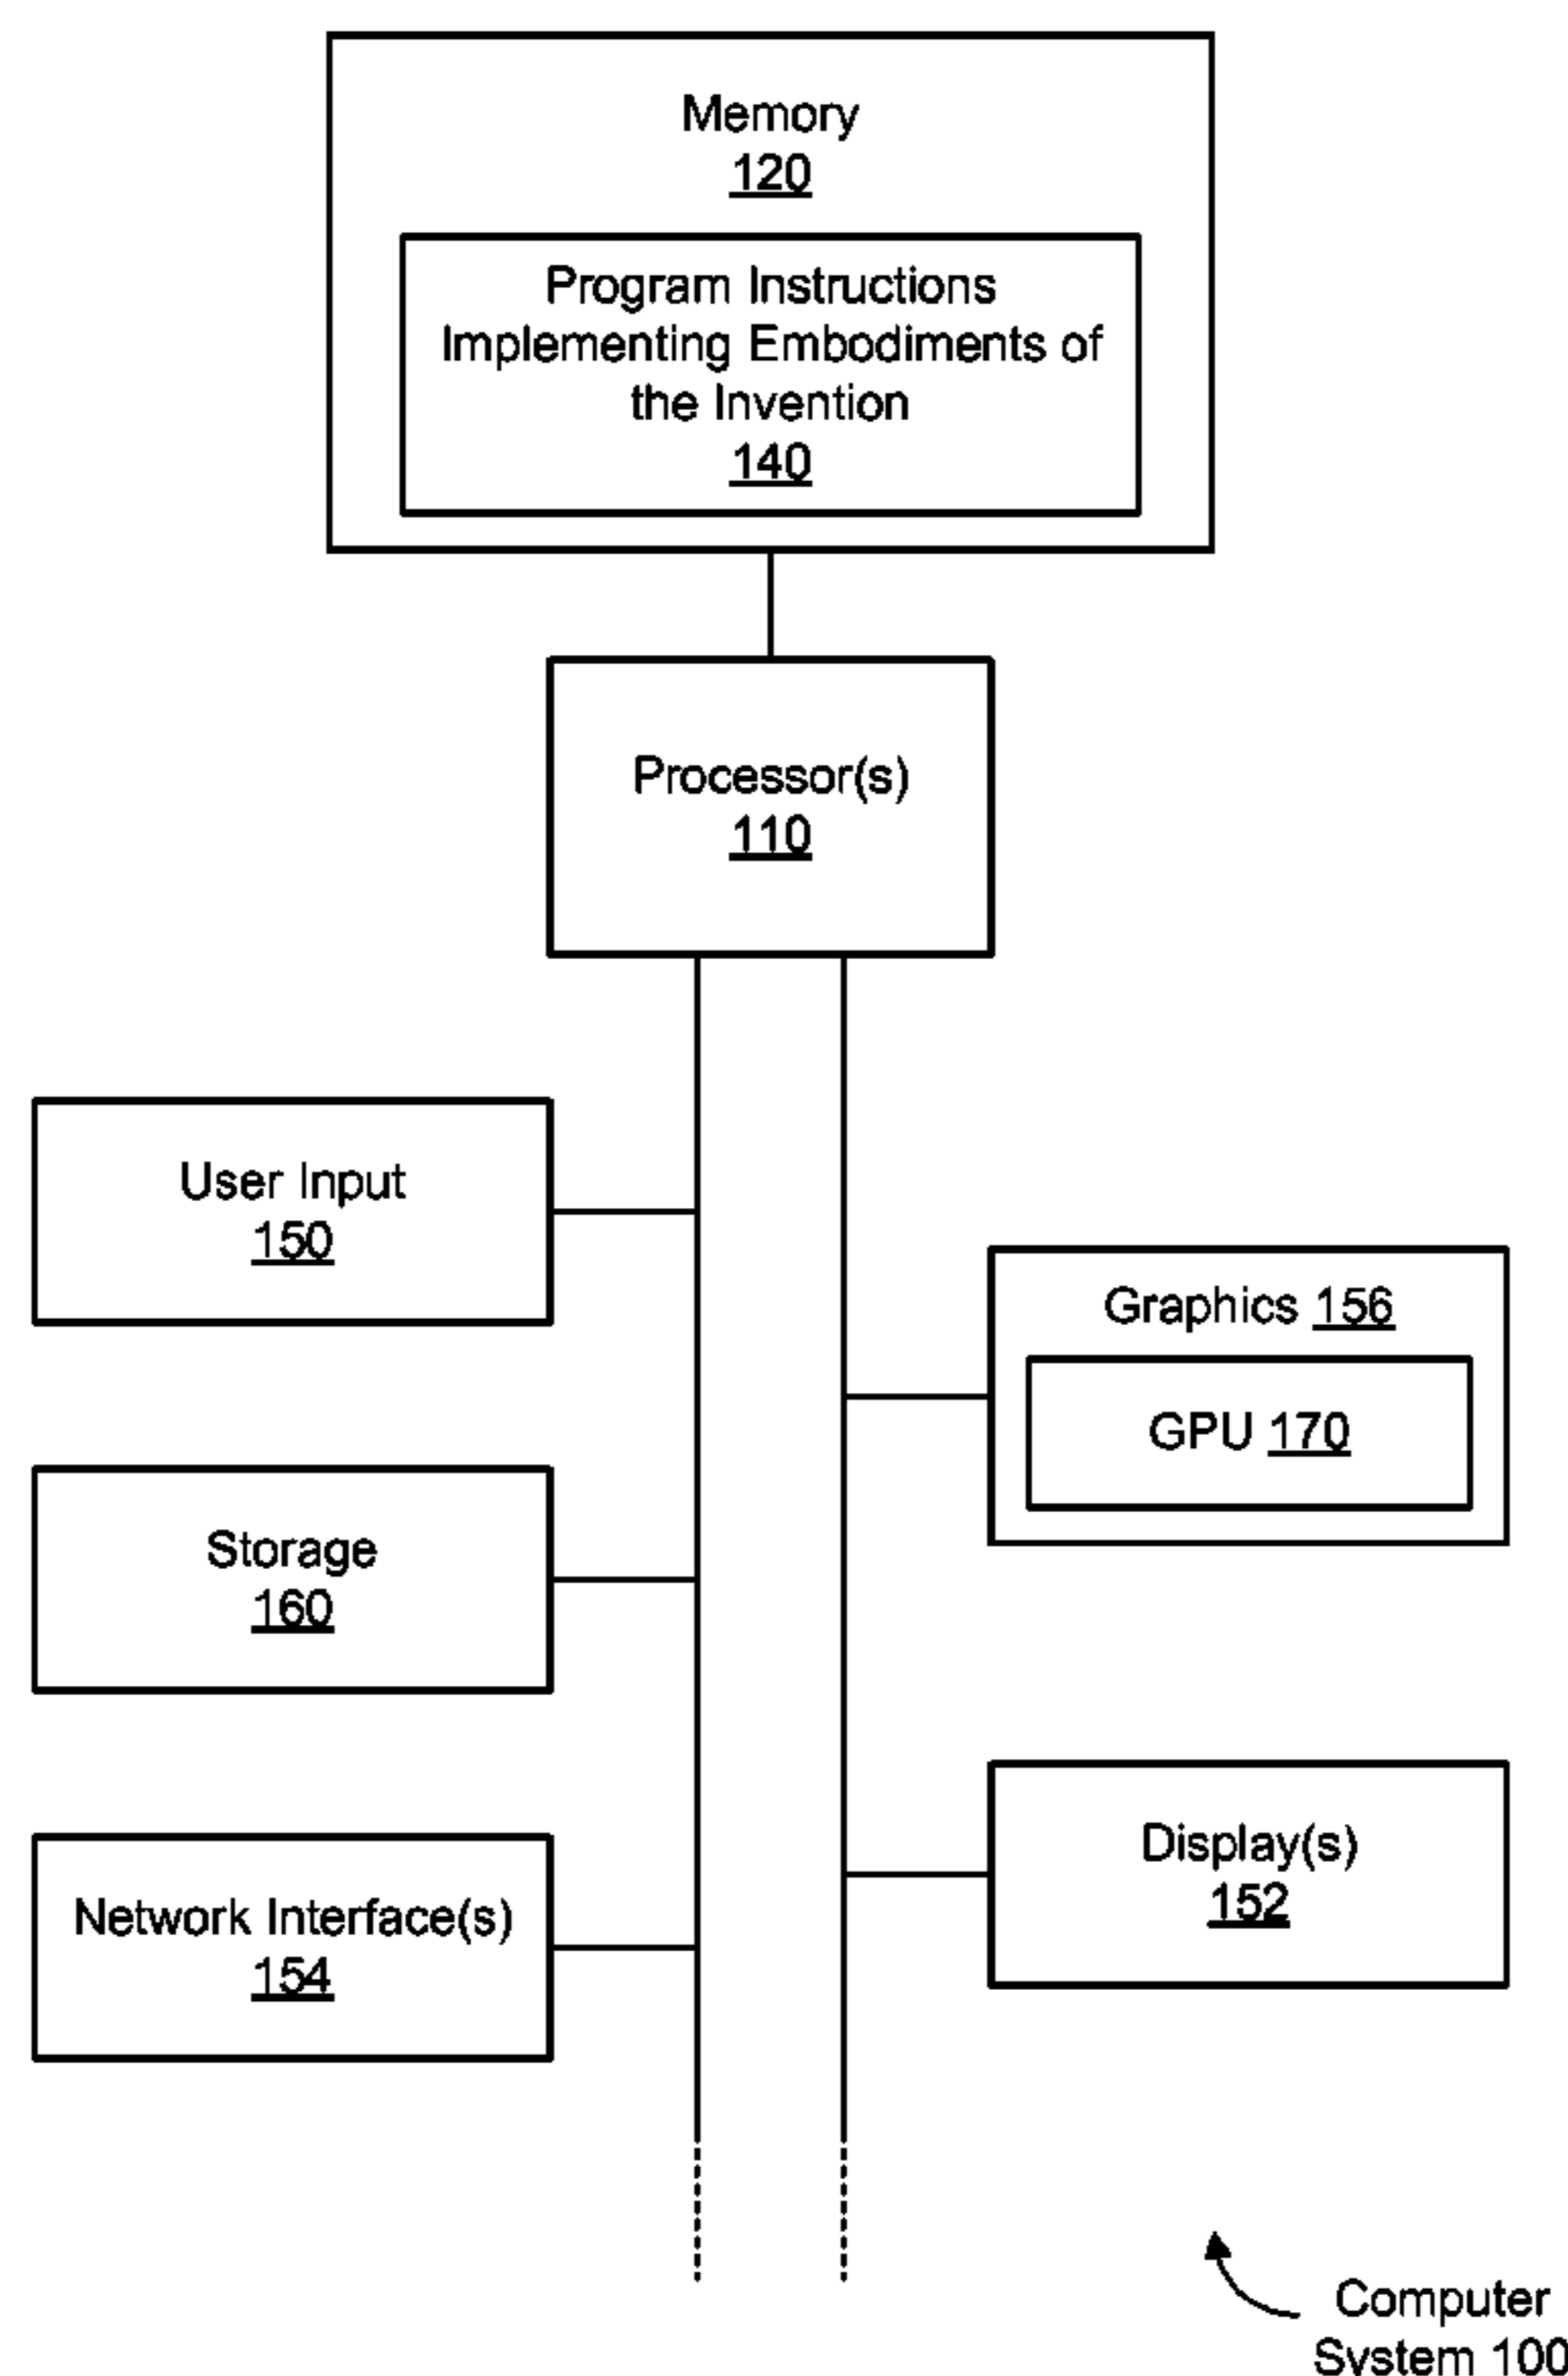 Memory
120
Program Instructions
Implementing Embodiments of
the Invention
140
Processor(s)
110
User Input
150
Graphics 156
GPU 170
Storage
160
Display(s)
152
Network Interface(s)
154
Computer
System 100